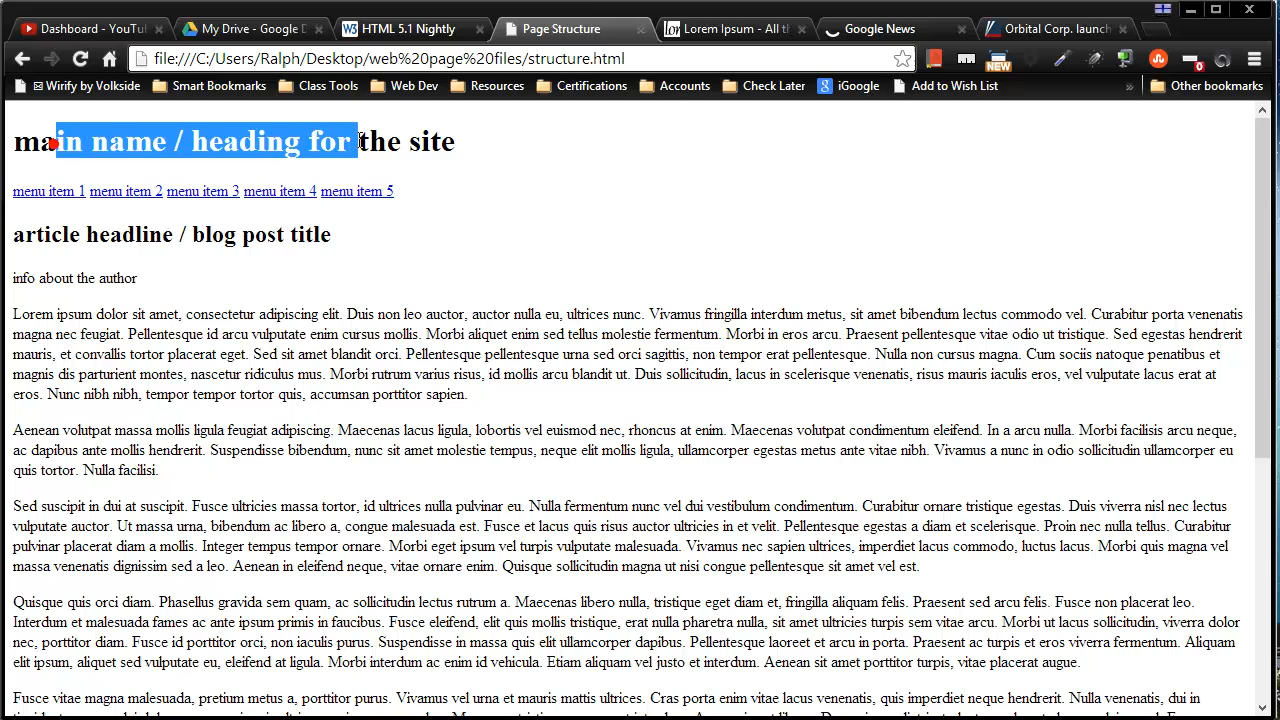 Dashboard - YouTu
My Drive - Google D
W3
HTML 5.1 Nightly
Page Structure
lor
Lorem Ipsum - All th
Google News
Orbital Corp. launch
file:///C:/Users/Ralph/Desktop/web%20page%20files/structure.html
NEW
0
Wirify by Volkside
Smart Bookmarks
Class Tools
Web Dev
Resources
Certifications
Accounts
Check Later
g
iGoogle
Add to Wish List
»
Other bookmarks
main name / heading for the site
menu item 1 menu item 2 menu item 3 menu item 4 menu item 5
article headline / blog post title
info about the author
Lorem ipsum dolor sit amet, consectetur adipiscing elit. Duis non leo auctor, auctor nulla eu, ultrices nunc. Vivamus fringilla interdum metus, sit amet bibendum lectus commodo vel. Curabitur porta venenatis
magna nec feugiat. Pellentesque id arcu vulputate enim cursus mollis. Morbi aliquet enim sed tellus molestie fermentum. Morbi in eros arcu. Praesent pellentesque vitae odio ut tristique. Sed egestas hendrerit
mauris, et convallis tortor placerat eget. Sed sit amet blandit orci. Pellentesque pellentesque urna sed orci sagittis, non tempor erat pellentesque. Nulla non cursus magna. Cum sociis natoque penatibus et
magnis dis parturient montes, nascetur ridiculus mus. Morbi rutrum varius risus, id mollis arcu blandit ut. Duis sollicitudin, lacus in scelerisque venenatis, risus mauris iaculis eros, vel vulputate lacus erat at
eros. Nunc nibh nibh, tempor tempor tortor quis, accumsan porttitor sapien.
Aenean volutpat massa mollis ligula feugiat adipiscing. Maecenas lacus ligula, lobortis vel euismod nec, rhoncus at enim. Maecenas volutpat condimentum eleifend. In a arcu nulla. Morbi facilisis arcu neque,
ac dapibus ante mollis hendrerit. Suspendisse bibendum, nunc sit amet molestie tempus, neque elit mollis ligula, ullamcorper egestas metus ante vitae nibh. Vivamus a nunc in odio sollicitudin ullamcorper eu
quis tortor. Nulla facilisi.
Sed suscipit in dui at suscipit. Fusce ultricies massa tortor, id ultrices nulla pulvinar eu. Nulla fermentum nunc vel dui vestibulum condimentum. Curabitur ornare tristique egestas. Duis viverra nisl nec lectus
vulputate auctor. Ut massa urna, bibendum ac libero a, congue malesuada est. Fusce et lacus quis risus auctor ultricies in et velit. Pellentesque egestas a diam et scelerisque. Proin nec nulla tellus. Curabitur
pulvinar placerat diam a mollis. Integer tempus tempor ornare. Morbi eget ipsum vel turpis vulputate malesuada. Vivamus nec sapien ultrices, imperdiet lacus commodo, luctus lacus. Morbi quis magna vel
massa venenatis dignissim sed a leo. Aenean in eleifend neque, vitae ornare enim. Quisque sollicitudin magna ut nisi congue pellentesque sit amet vel est.
Quisque quis orci diam. Phasellus gravida sem quam, ac sollicitudin lectus rutrum a. Maecenas libero nulla, tristique eget diam et, fringilla aliquam felis. Praesent sed arcu felis. Fusce non placerat leo.
Interdum et malesuada fames ac ante ipsum primis in faucibus. Fusce eleifend, elit quis mollis tristique, erat nulla pharetra nulla, sit amet ultricies turpis sem vitae arcu. Morbi ut lacus sollicitudin, viverra dolor
nec, porttitor diam. Fusce id porttitor orci, non iaculis purus. Suspendisse in massa quis elit ullamcorper dapibus. Pellentesque laoreet et arcu in porta. Praesent ac turpis et eros viverra fermentum. Aliquam
elit ipsum, aliquet sed vulputate eu, eleifend at ligula. Morbi interdum ac enim id vehicula. Etiam aliquam vel justo et interdum. Aenean sit amet porttitor turpis, vitae placerat augue.
Fusce vitae magna malesuada, pretium metus a, porttitor purus. Vivamus vel urna et mauris mattis ultrices. Cras porta enim vitae lacus venenatis, quis imperdiet neque hendrerit. Nulla venenatis, dui in